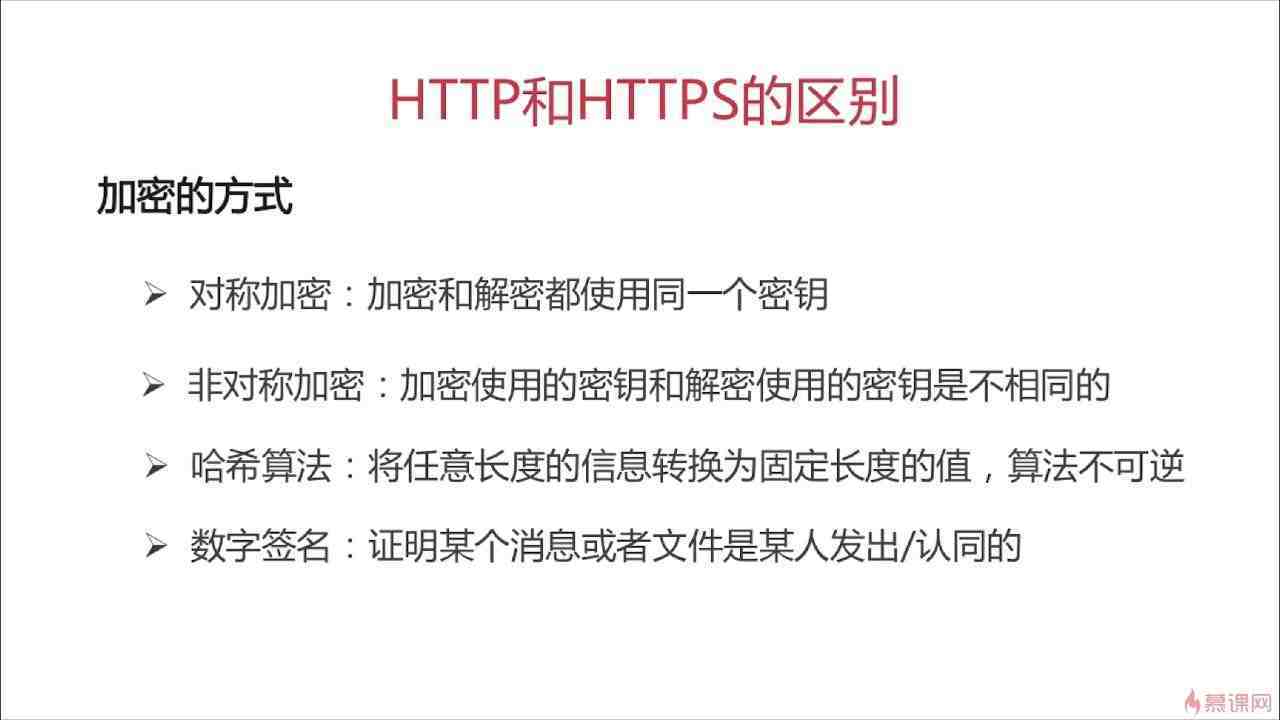 HTTP和HTTPS的区别
加密的方式
对称加密：加密和解密都使用同一个密钥
非对称加密：加密使用的密钥和解密使用的密钥是不相同的
哈希算法：将任意长度的信息转换为固定长度的值，算法不可逆
数字签名：证明某个消息或者文件是某人发出/认同的
慕课网